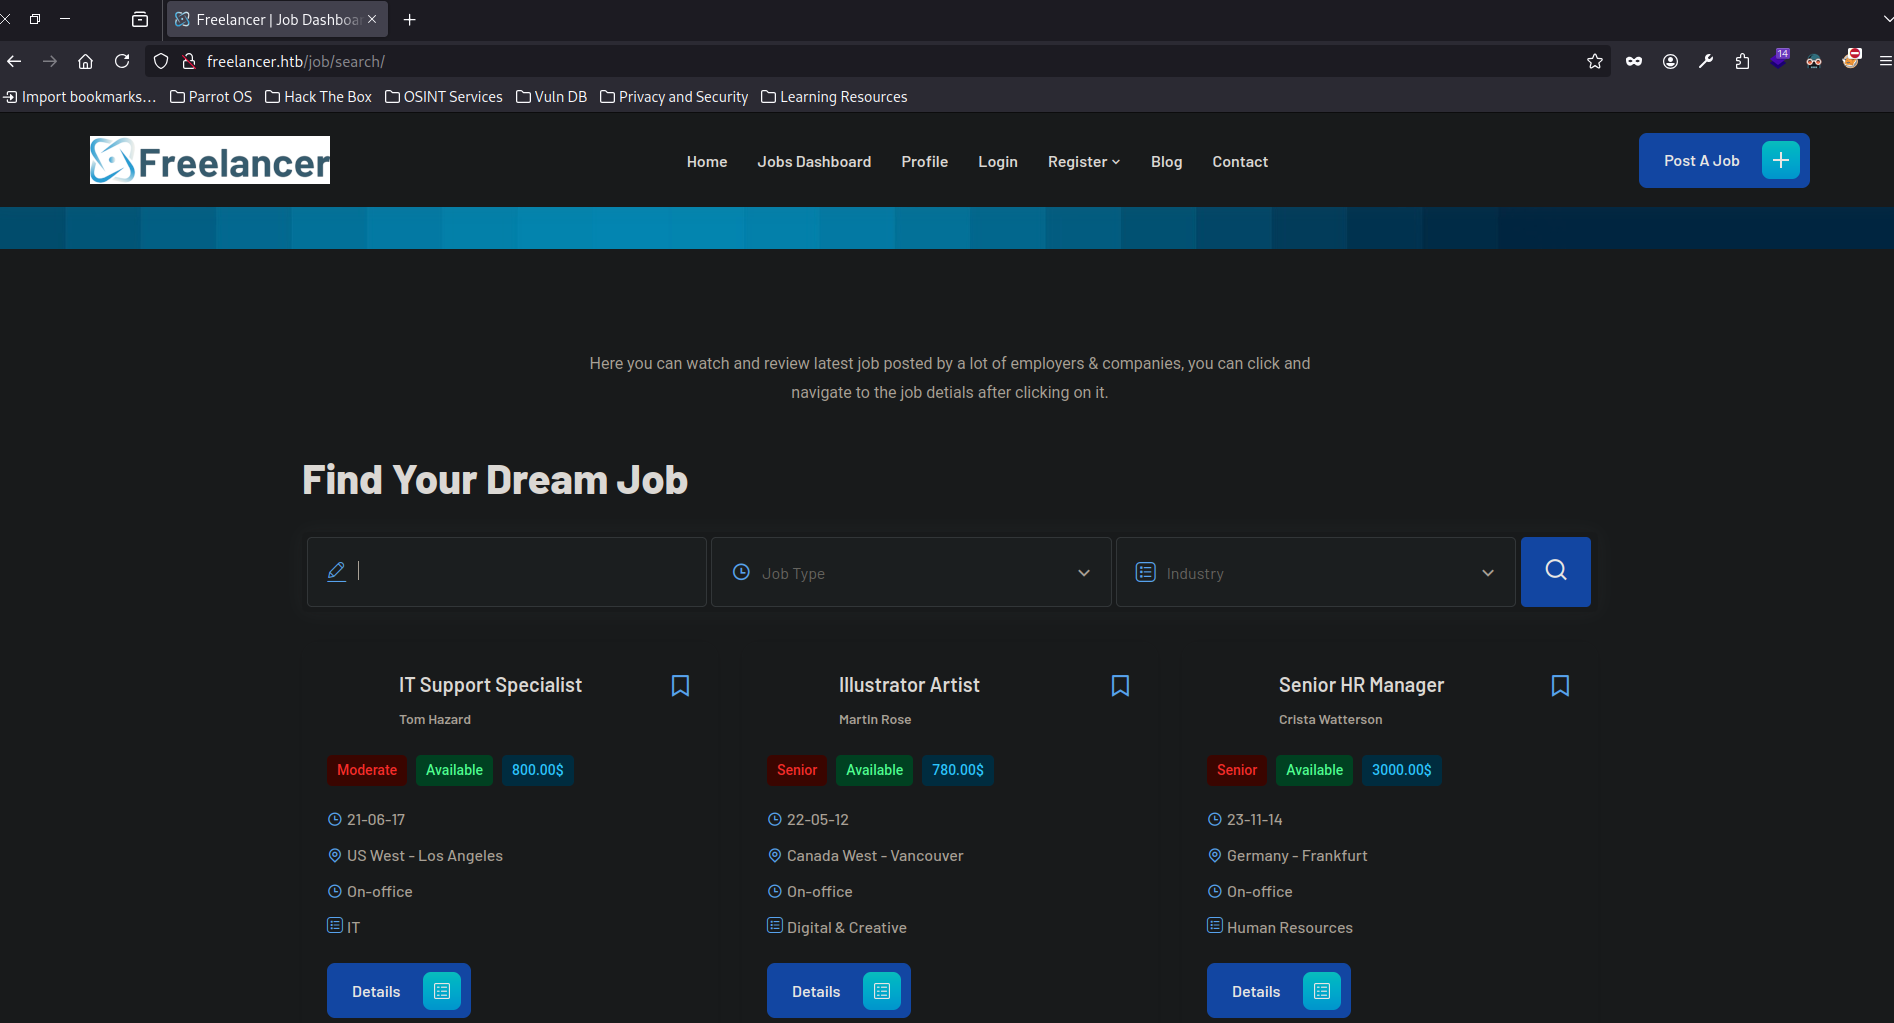 Freelancer | Job Dashboa
freelancer.htb/job/search/
14
Import bookmarks... Parrot OS Hack The Box OSINT Services Vuln DB Privacy and Security Learning Resources
Freelancer
Home Jobs Dashboard Profile Login Register Blog Contact
Post A Job
Here you can watch and review latest job posted by a lot of employers & companies, you can click and
navigate to the job detials after clicking on it.
Find Your Dream Job
Job Type
Industry
IT Support Specialist
Tom Hazard
Moderate Available 800.00$
21-06-17
US West - Los Angeles
On-office
IT
Details
Illustrator Artist
Martin Rose
Senior Available 780.00$
22-05-12
Canada West - Vancouver
On-office
Digital & Creative
Details
Senior HR Manager
Crista Watterson
Senior Available 3000.00$
23-11-14
Germany - Frankfurt
On-office
Human Resources
Details